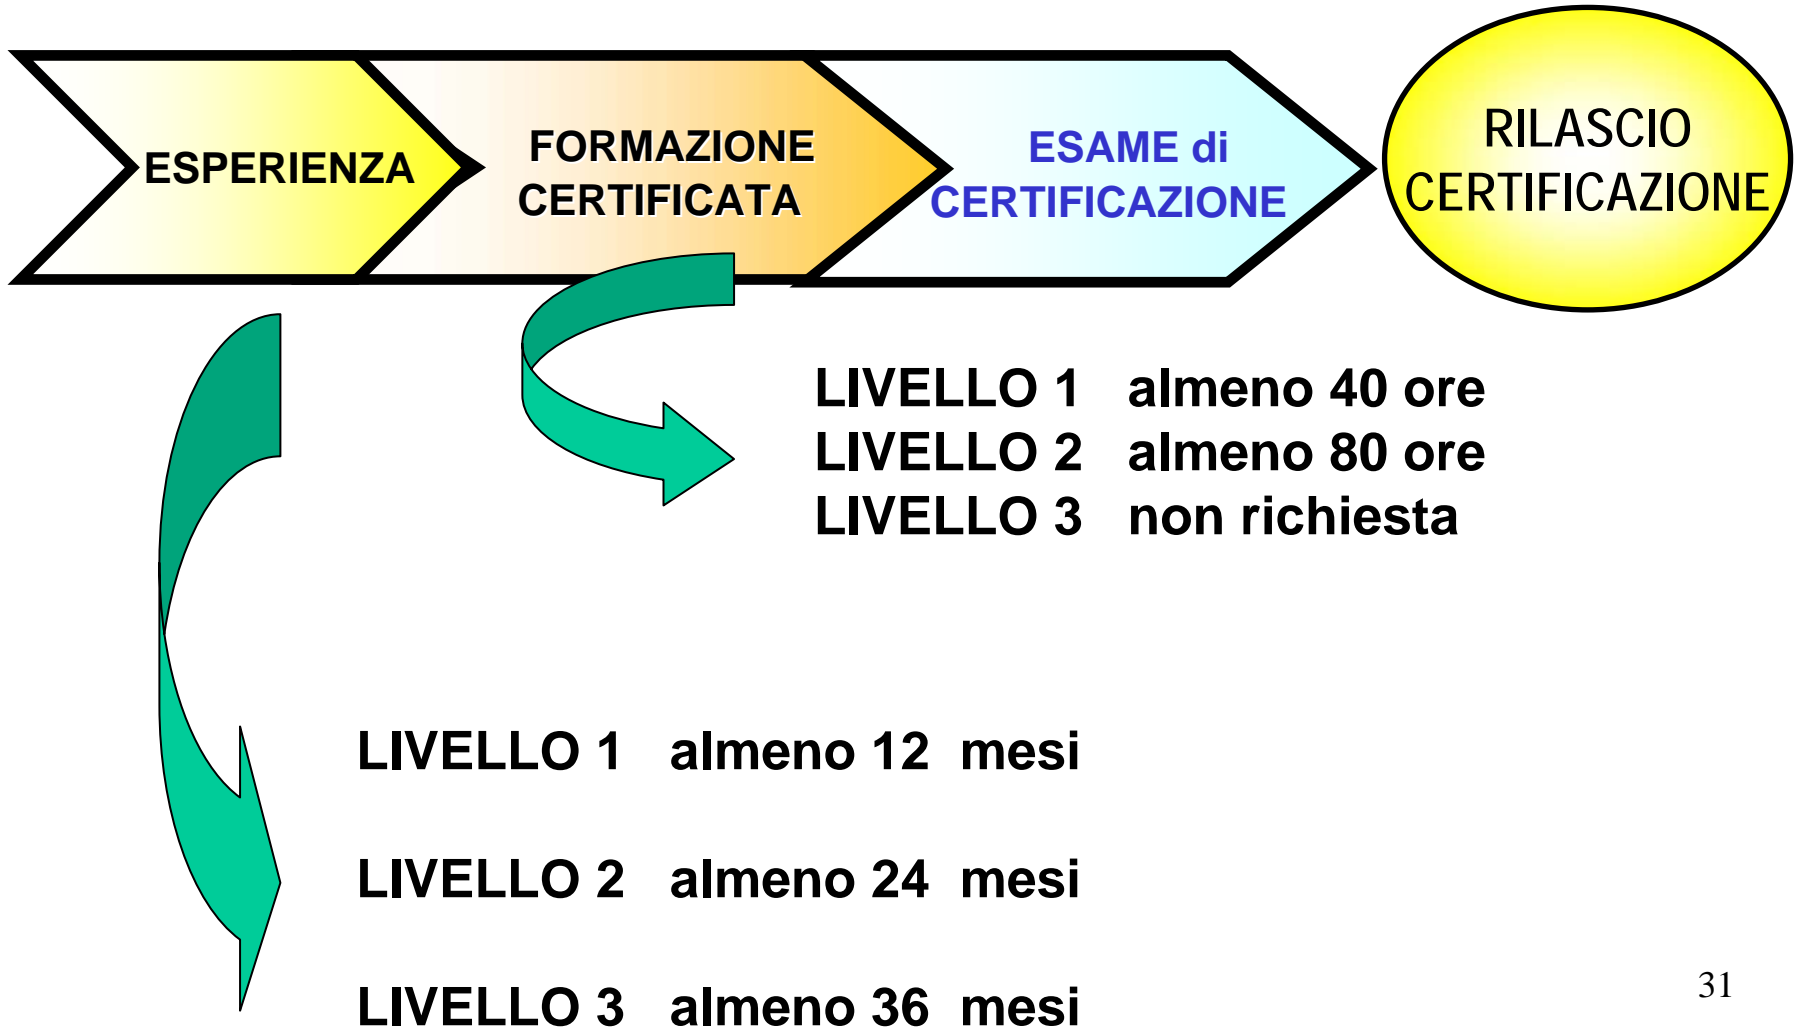 ESPERIENZA
FORMAZIONE
CERTIFICATA
ESAME di
CERTIFICAZIONE
RILASCIO
CERTIFICAZIONE
LIVELLO 1 almeno 40 ore
LIVELLO 2 almeno 80 ore
LIVELLO 3 non richiesta
LIVELLO 1 almeno 12 mesi
LIVELLO 2 almeno 24 mesi
LIVELLO 3 almeno 36 mesi
31